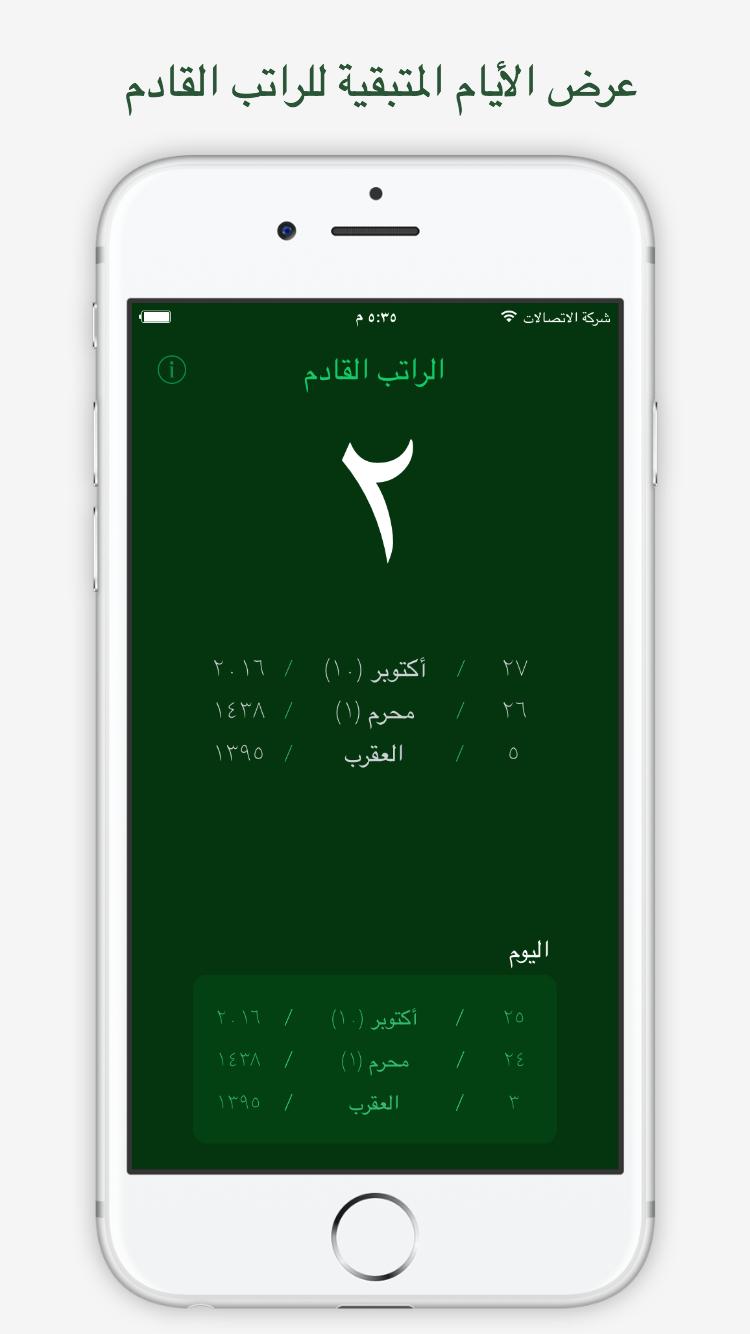 عرض الأيام المتبقية للراتب القادم
شركة الاتصالات ٥:٣٥ م
الراتب القادم
٢
٢٧ / أكتوبر (١٠) / ٢٠١٦
٢٦ / محرم (١) / ١٤٣٨
٥ / العقرب / ١٣٩٥
اليوم
٢٥ / أكتوبر (١٠) / ٢٠١٦
٢٤ / محرم (١) / ١٤٣٨
٣ / العقرب / ١٣٩٥